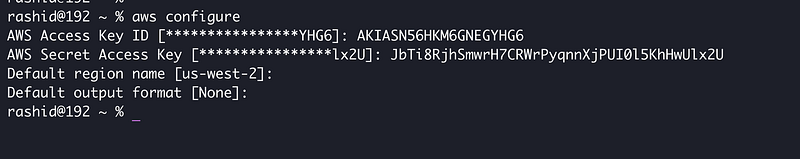 rashid@192 ~ % aws configure
AWS Access Key ID [****************YHG6]: AKIASN56HKM6GNEGYHG6
AWS Secret Access Key [****************lx2U]: 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
Default region name [us-west-2]:
Default output format [None]:
rashid@192 ~ % _